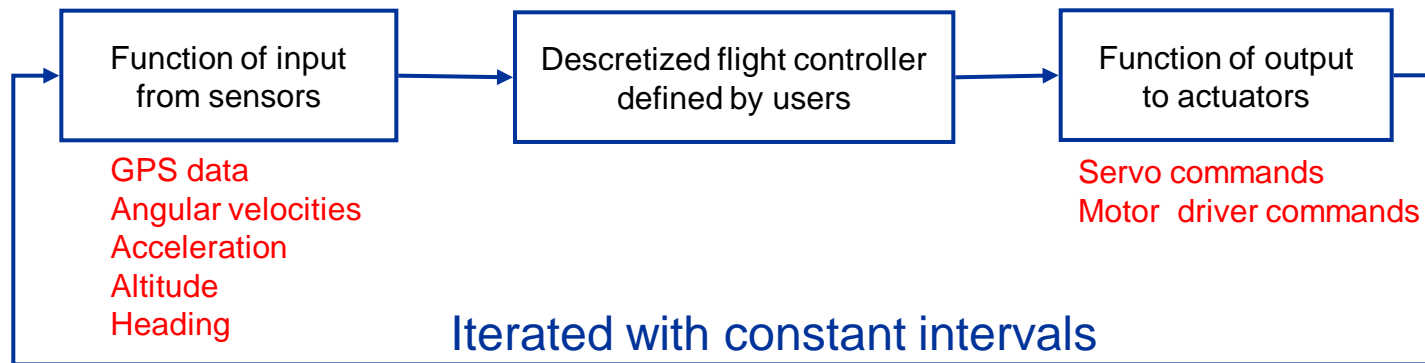 Function of input
from sensors
Descretized flight controller
defined by users
Function of output
to actuators
GPS data
Angular velocities
Acceleration
Altitude
Heading
Servo commands
Motor driver commands
Iterated with constant intervals